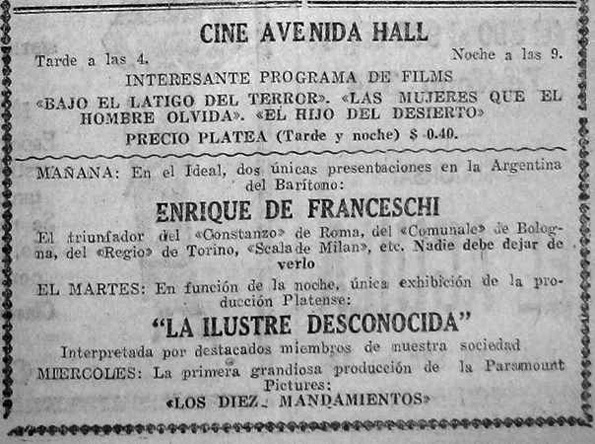 CINE AVENIDA HALL
Tarde a las 4. Noche a las 9.
INTERESANTE PROGRAMA DE FILMS
«BAJO EL LATIGO DEL TERROR». «LAS MUJERES QUE EL
HOMBRE OLVIDA». «EL HIJO DEL DESIERTO»
PRECIO PLATEA (Tarde y noche) $ 0.40.
MAÑANA: En el Ideal, dos únicas presentaciones en la Argentina
del Barítono:
ENRIQUE DE FRANCESCHI
El triunfador del «Constanzo» de Roma, del «Comunale» de Bolog-
na, del «Regio» de Torino, «Scala de Milan», etc. Nadie debe dejar de
verlo
EL MARTES: En función de la noche, única exhibición de la pro-
ducción Platense:
"LA ILUSTRE DESCONOCIDA"
Interpretada por destacados miembros de nuestra sociedad
MIERCOLES: La primera grandiosa producción de la Paramount
Pictures:
«LOS DIEZ MANDAMIENTOS»